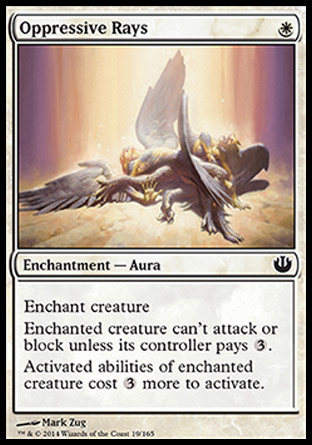 Oppressive Rays
Enchantment — Aura
Enchant creature
Enchanted creature can't attack or
block unless its controller pays 3.
Activated abilities of enchanted
creature cost 3 more to activate.
Mark Zug
™ & © 2014 Wizards of the Coast 19/165